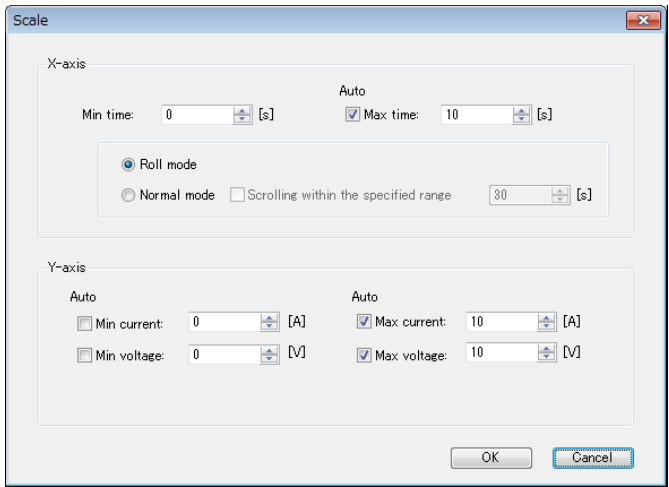 Scale
X-axis
Auto
Min time: 0 [s] Max time: 10 [s]
Roll mode
Normal mode Scrolling within the specified range 30 [s]
Y-axis
Auto Auto
Min current: 0 [A] Max current: 10 [A]
Min voltage: 0 [V] Max voltage: 10 [V]
OK Cancel